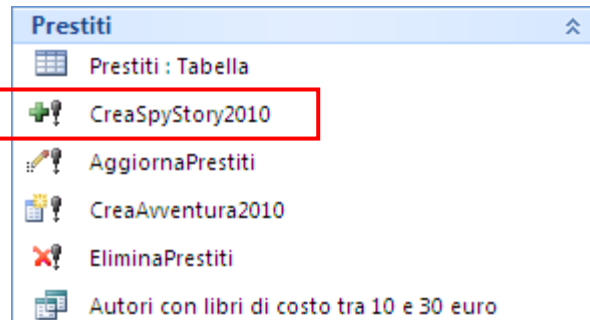 Prestiti
Prestiti : Tabella
CreaSpyStory2010
AggiornaPrestiti
CreaAvventura2010
EliminaPrestiti
Autori con libri di costo tra 10 e 30 euro